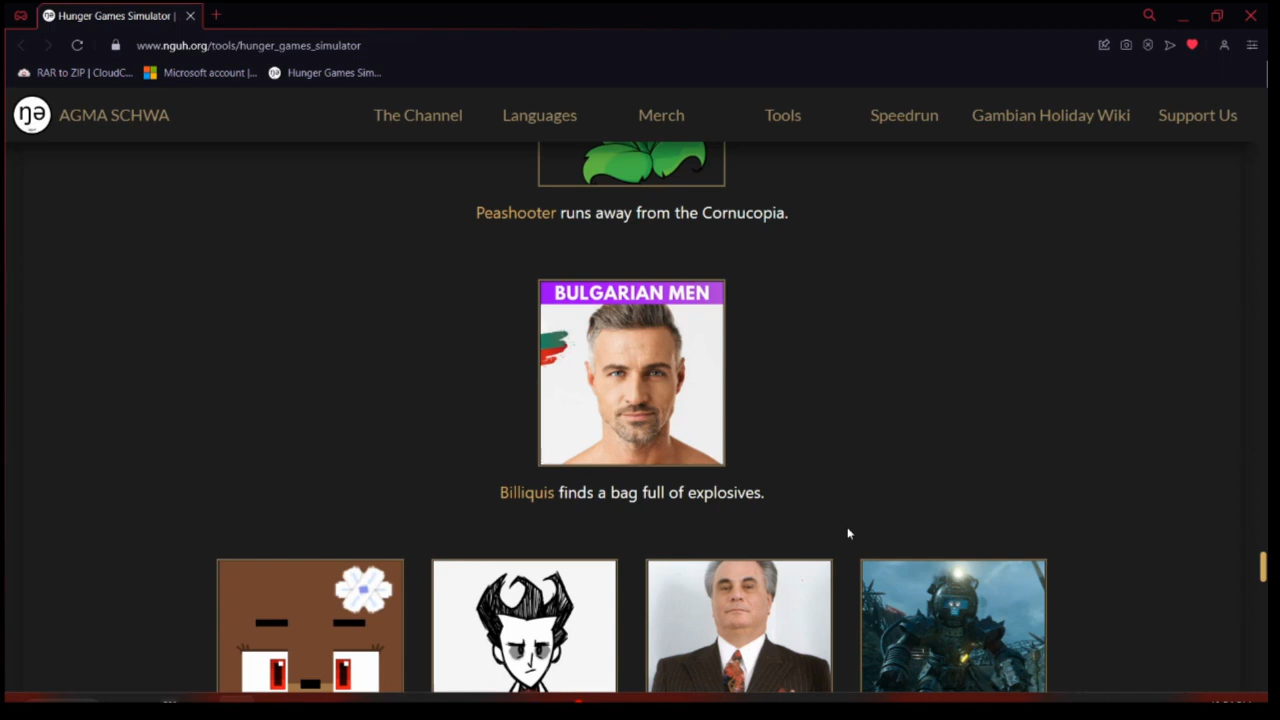 Hunger Games Simulator |
www.nguh.org/tools/hunger_games_simulator
RAR to ZIP | CloudC... Microsoft account |... Hunger Games Sim...
ŋə AGMA SCHWA The Channel Languages Merch Tools Speedrun Gambian Holiday Wiki Support Us
Peashooter runs away from the Cornucopia.
BULGARIAN MEN
Billiquis finds a bag full of explosives.